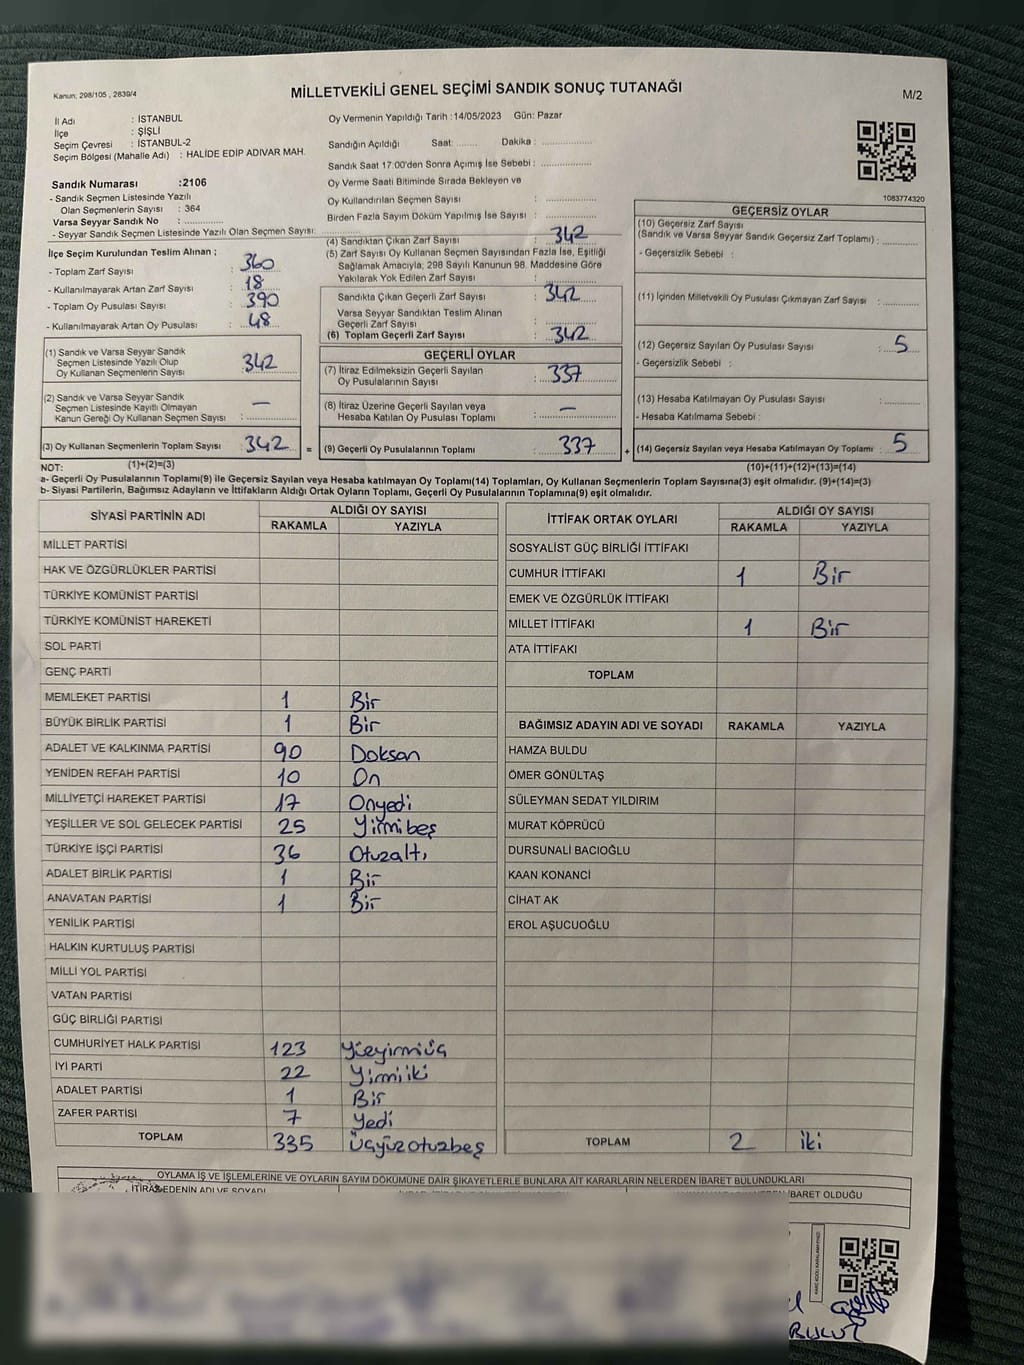 Kanun; 298/105 , 2839/4
MİLLETVEKİLİ GENEL SEÇİMİ SANDIK SONUÇ TUTANAĞI
M/2
İl Adı : İSTANBUL
İlçe : ŞİŞLİ
Seçim Çevresi : İSTANBUL-2
Seçim Bölgesi (Mahalle Adı) : HALİDE EDİP ADIVAR MAH.
Sandık Numarası :2106
- Sandık Seçmen Listesinde Yazılı
Olan Seçmenlerin Sayısı : 364
Varsa Seyyar Sandık No :
- Seyyar Sandık Seçmen Listesinde Yazılı Olan Seçmen Sayısı:
Oy Vermenin Yapıldığı Tarih :14/05/2023 Gün: Pazar
Sandığın Açıldığı Saat: Dakika :
Sandık Saat 17:00'den Sonra Açımış İse Sebebi :
Oy Verme Saati Bitiminde Sırada Bekleyen ve
Oy Kullandırılan Seçmen Sayısı :
Birden Fazla Sayım Döküm Yapılmış İse Sayısı :
1083774320
İlçe Seçim Kurulundan Teslim Alınan ;
- Toplam Zarf Sayısı : 360
- Kullanılmayarak Artan Zarf Sayısı : 18
- Toplam Oy Pusulası Sayısı : 390
- Kullanılmayarak Artan Oy Pusulası : 48
(1) Sandık ve Varsa Seyyar Sandık
Seçmen Listesinde Yazılı Olup
Oy Kullanan Seçmenlerin Sayısı : 342
(2) Sandık ve Varsa Seyyar Sandık
Seçmen Listesinde Kayıtlı Olmayan
Kanun Gereği Oy Kullanan Seçmen Sayısı : —
(3) Oy Kullanan Seçmenlerin Toplam Sayısı : 342 =
(4) Sandıktan Çıkan Zarf Sayısı : 342
(5) Zarf Sayısı Oy Kullanan Seçmen Sayısından Fazla İse, Eşitliği
Sağlamak Amacıyla, 298 Sayılı Kanunun 98. Maddesine Göre
Yakılarak Yok Edilen Zarf Sayısı :
Sandıkta Çıkan Geçerli Zarf Sayısı : 342
Varsa Seyyar Sandıktan Teslim Alınan
Geçerli Zarf Sayısı :
(6) Toplam Geçerli Zarf Sayısı : 342
GEÇERLİ OYLAR
(7) İtiraz Edilmeksizin Geçerli Sayılan
Oy Pusulalarının Sayısı : 337
(8) İtiraz Üzerine Geçerli Sayılan veya
Hesaba Katılan Oy Pusulası Toplamı : —
(9) Geçerli Oy Pusulalarının Toplamı : 337 +
GEÇERSİZ OYLAR
(10) Geçersiz Zarf Sayısı
(Sandık ve Varsa Seyyar Sandık Geçersiz Zarf Toplamı) :
- Geçersizlik Sebebi :
(11) İçinden Milletvekili Oy Pusulası Çıkmayan Zarf Sayısı :
(12) Geçersiz Sayılan Oy Pusulası Sayısı : 5
- Geçersizlik Sebebi :
(13) Hesaba Katılmayan Oy Pusulası Sayısı :
- Hesaba Katılmama Sebebi :
(14) Geçersiz Sayılan veya Hesaba Katılmayan Oy Toplamı : 5
NOT: (1)+(2)=(3) (10)+(11)+(12)+(13)=(14)
a- Geçerli Oy Pusulalarının Toplamı(9) ile Geçersiz Sayılan veya Hesaba katılmayan Oy Toplamı(14) Toplamları, Oy Kullanan Seçmenlerin Toplam Sayısına(3) eşit olmalıdır. (9)+(14)=(3)
b- Siyasi Partilerin, Bağımsız Adayların ve İttifakların Aldığı Ortak Oyların Toplamı, Geçerli Oy Pusulalarının Toplamına(9) eşit olmalıdır.
SİYASİ PARTİNİN ADI ALDIĞI OY SAYISI
RAKAMLA YAZIYLA
MİLLET PARTİSİ
HAK VE ÖZGÜRLÜKLER PARTİSİ
TÜRKİYE KOMÜNİST PARTİSİ
TÜRKİYE KOMÜNİST HAREKETİ
SOL PARTİ
GENÇ PARTİ
MEMLEKET PARTİSİ 1 Bir
BÜYÜK BİRLİK PARTİSİ 1 Bir
ADALET VE KALKINMA PARTİSİ 90 Doksan
YENİDEN REFAH PARTİSİ 10 On
MİLLİYETÇİ HAREKET PARTİSİ 17 Onyedi
YEŞİLLER VE SOL GELECEK PARTİSİ 25 Yirmibeş
TÜRKİYE İŞÇİ PARTİSİ 36 Otuzaltı
ADALET BİRLİK PARTİSİ 1 Bir
ANAVATAN PARTİSİ 1 Bir
YENİLİK PARTİSİ
HALKIN KURTULUŞ PARTİSİ
MİLLİ YOL PARTİSİ
VATAN PARTİSİ
GÜÇ BİRLİĞİ PARTİSİ
CUMHURİYET HALK PARTİSİ 123
İYİ PARTİ 22 Yirmiiki
ADALET PARTİSİ 1 Bir
ZAFER PARTİSİ 7 Yedi
TOPLAM 335 Üçyüzotuzbeş
İTTİFAK ORTAK OYLARI ALDIĞI OY SAYISI
RAKAMLA YAZIYLA
SOSYALİST GÜÇ BİRLİĞİ İTTİFAKI
CUMHUR İTTİFAKI 1 Bir
EMEK VE ÖZGÜRLÜK İTTİFAKI
MİLLET İTTİFAKI 1 Bir
ATA İTTİFAKI
TOPLAM
BAĞIMSIZ ADAYIN ADI VE SOYADI RAKAMLA YAZIYLA
HAMZA BULDU
ÖMER GÖNÜLTAŞ
SÜLEYMAN SEDAT YILDIRIM
MURAT KÖPRÜCÜ
DURSUNALİ BACIOĞLU
KAAN KONANCİ
CİHAT AK
EROL AŞUCUOĞLU
TOPLAM 2 iki
OYLAMA İŞ VE İŞLEMLERİNE VE OYLARIN SAYIM DÖKÜMÜNE DAİR ŞİKAYETLERLE BUNLARA AİT KARARLARIN NELERDEN İBARET BULUNDUKLARI
İTİRAZ EDENİN ADI VE SOYADI
İBARET OLDUĞU